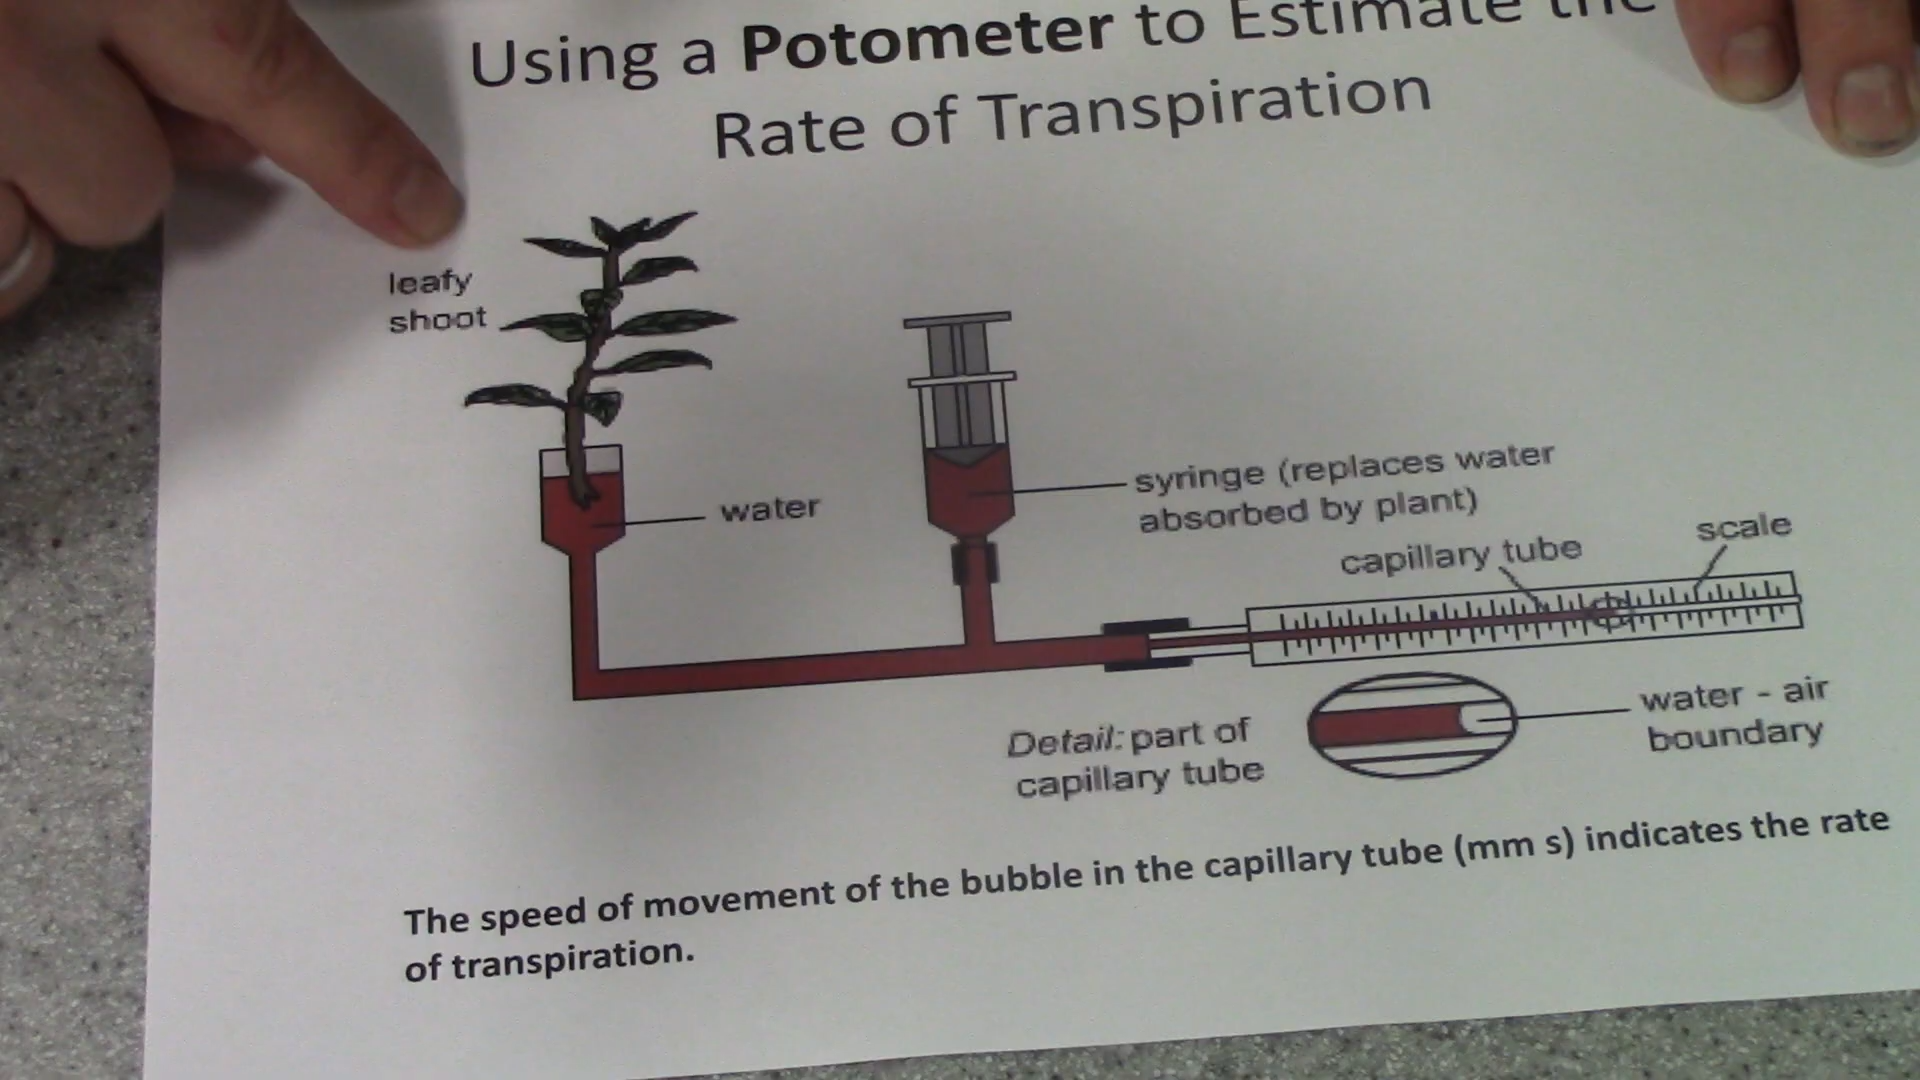 Using a Potometer to Estimate the
Rate of Transpiration
leafy
shoot
water
syringe (replaces water
absorbed by plant)
capillary tube
scale
Detail: part of
capillary tube
water - air
boundary
The speed of movement of the bubble in the capillary tube (mm s) indicates the rate
of transpiration.